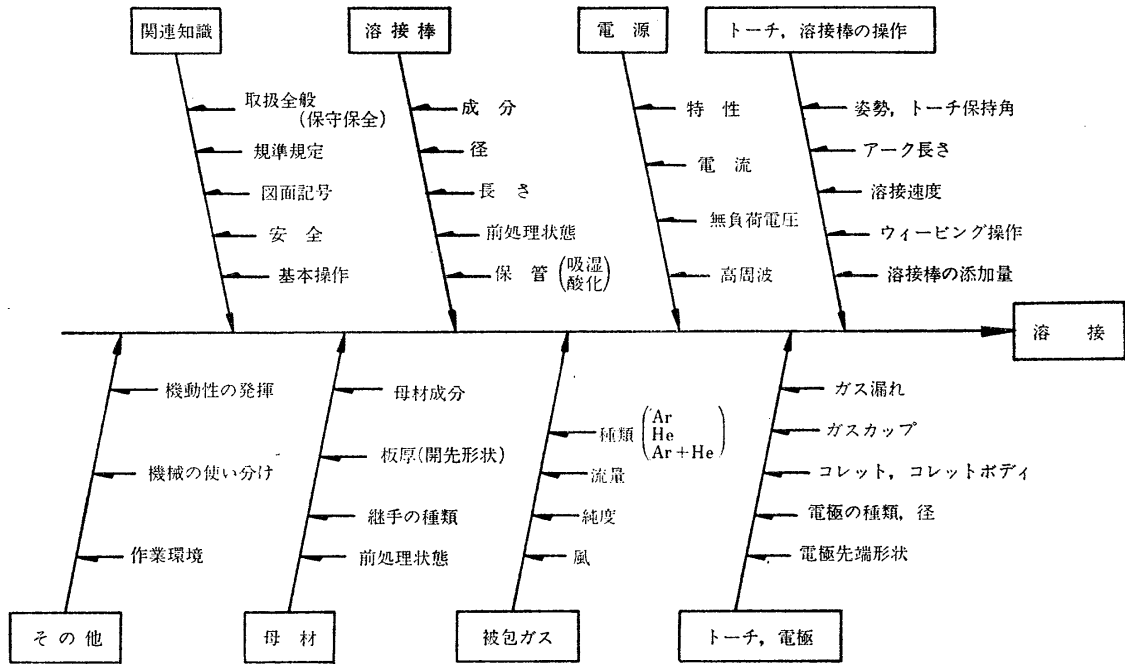 関連知識
取扱全般
(保守保全)
規準規定
図面記号
安 全
基本操作
溶 接 棒
成 分
径
長 さ
前処理状態
保 管 (吸湿
酸化)
電 源
特 性
電 流
無負荷電圧
高周波
トーチ, 溶接棒の操作
姿勢, トーチ保持角
アーク長さ
溶接速度
ウィービング操作
溶接棒の添加量
溶 接
機動性の発揮
機械の使い分け
作業環境
そ の 他
母材成分
板厚(開先形状)
継手の種類
前処理状態
母 材
種類 (Ar
He
Ar+He)
流量
純度
風
被包ガス
ガス漏れ
ガスカップ
コレット, コレットボディ
電極の種類, 径
電極先端形状
トーチ, 電極